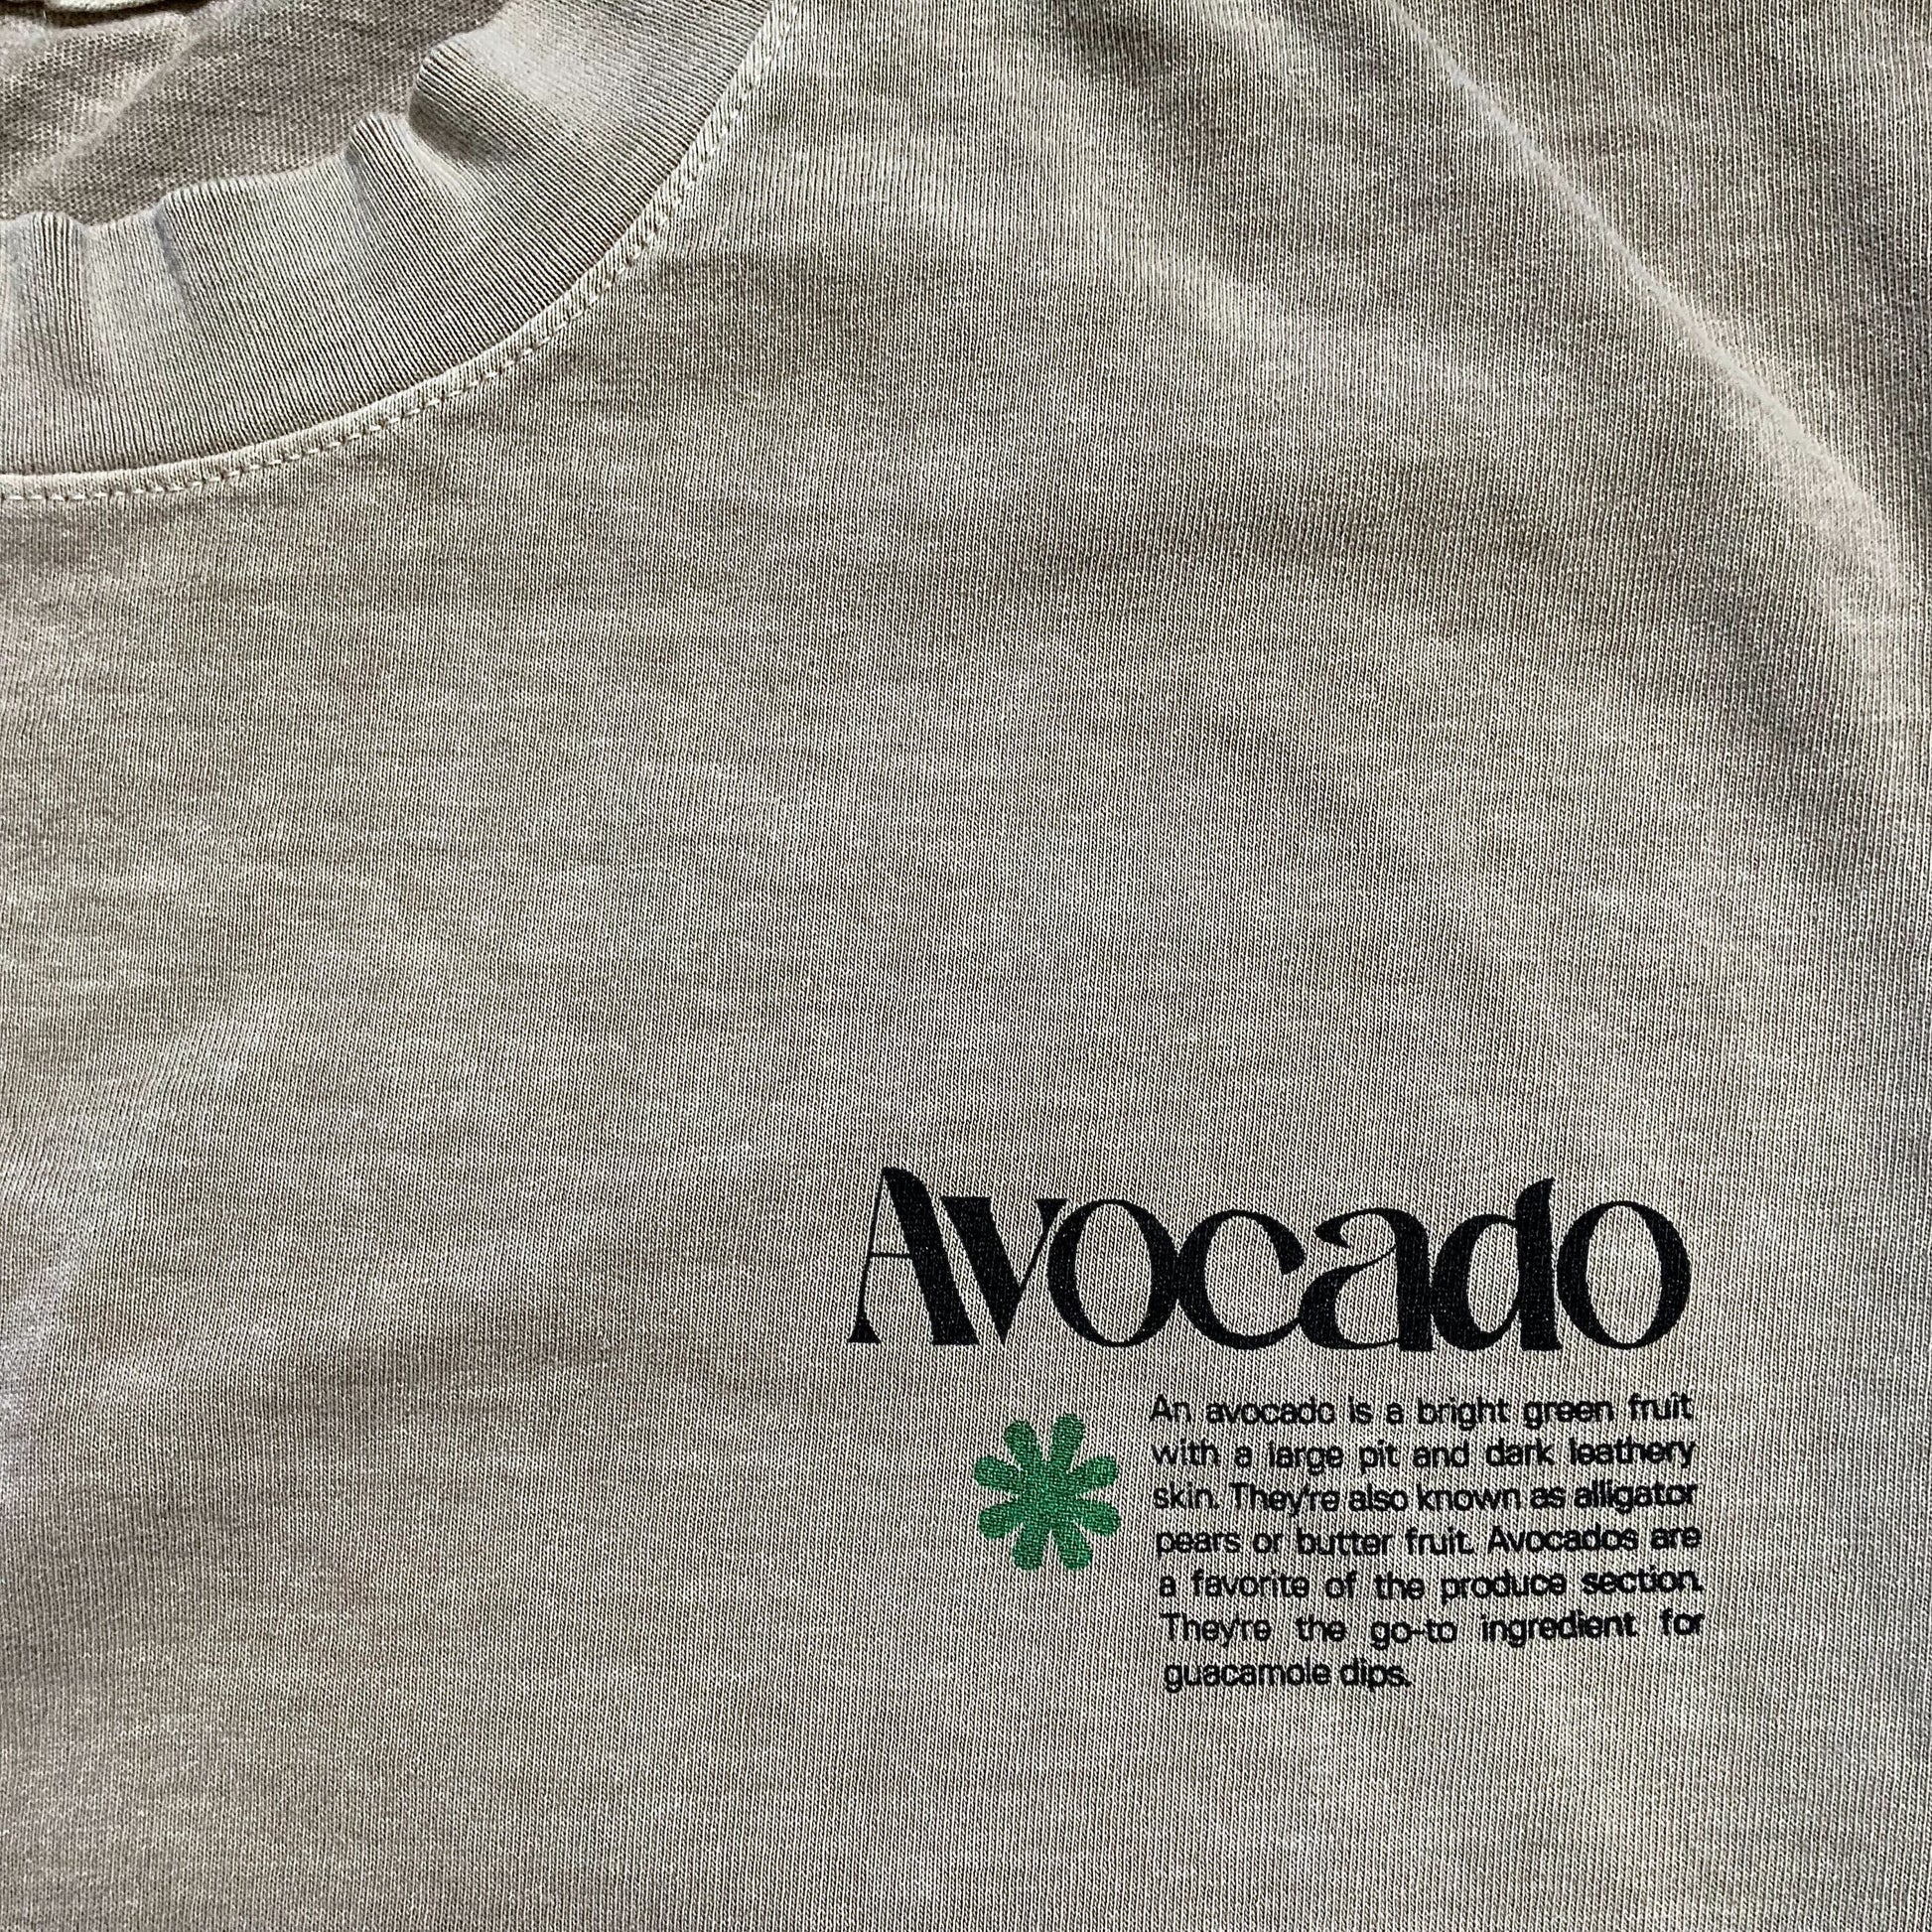 Avocado
An avocado is a bright green fruit
with a large pit and dark leathery
skin. They're also known as alligator
pears or butter fruit. Avocados are
a favorite of the produce section.
They're the go-to ingredient for
guacamole dips.